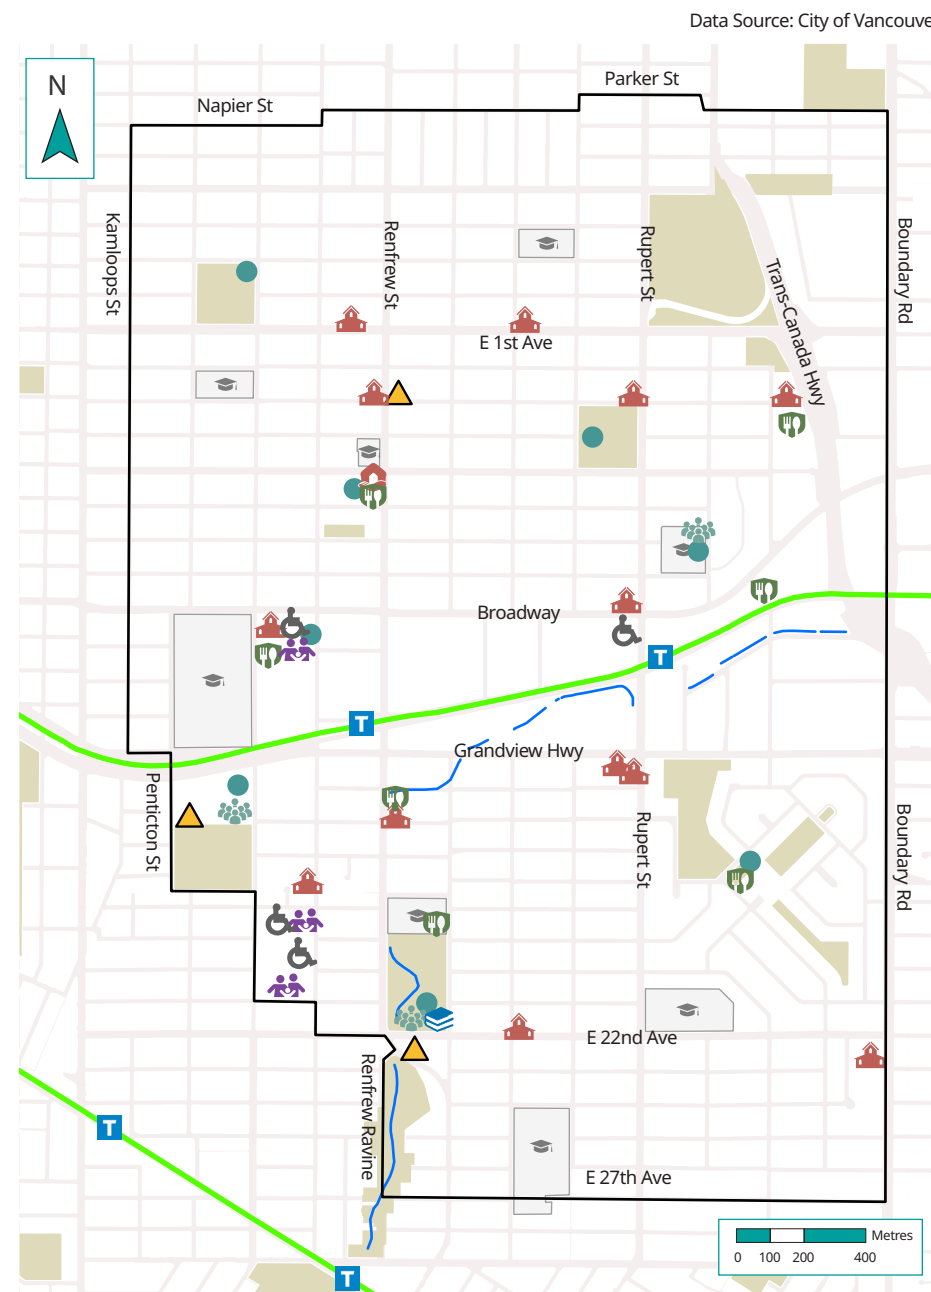 Data Source: City of Vancouve
N
Parker St
Napier St
Kamloops St
Renfrew St
Rupert St
Boundary Rd
Trans-Canada Hwy
E 1st Ave
Broadway
T
T
Grandview Hwy
Penticton St
Rupert St
Boundary Rd
E 22nd Ave
Renfrew Ravine
T
E 27th Ave
T
Metres
0 100 200 400